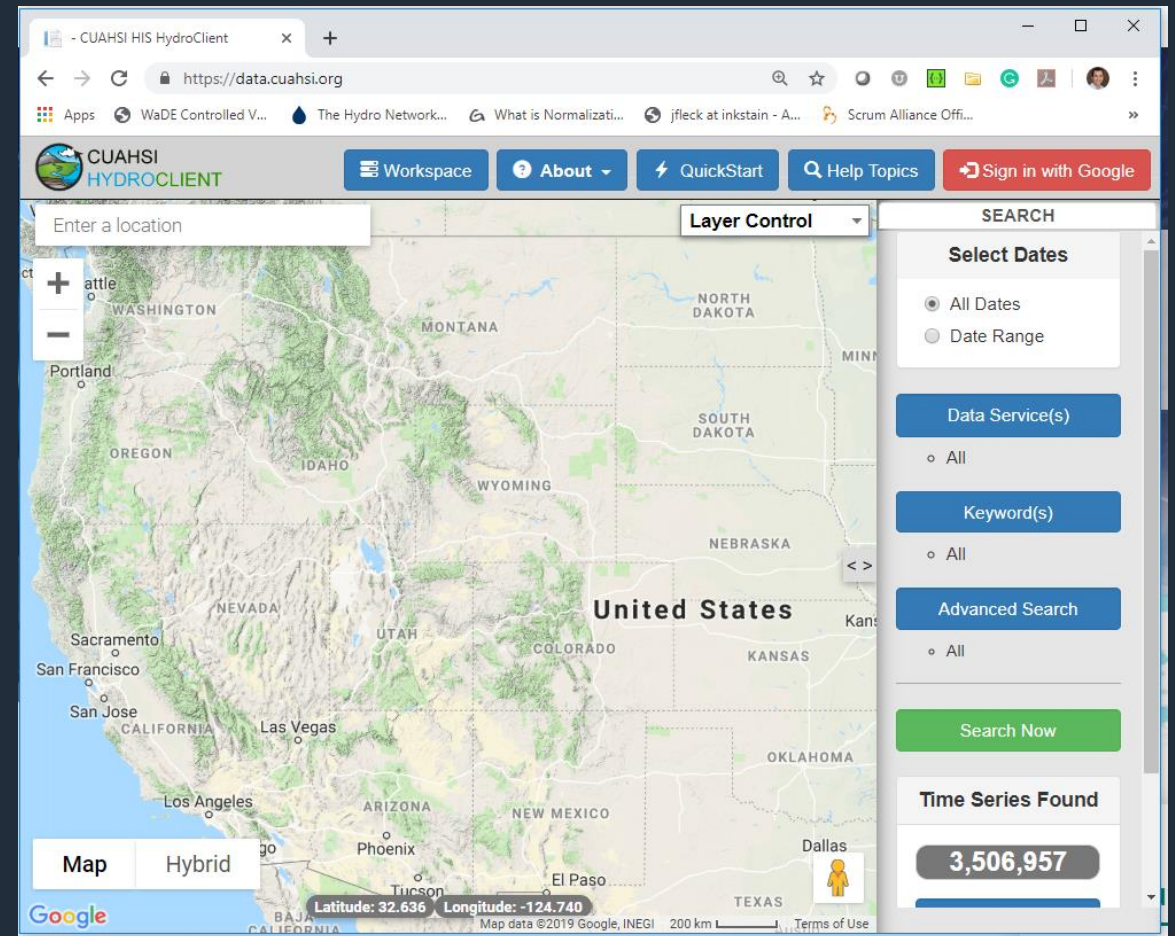 - CUAHSI HIS HydroClient
https://data.cuahsi.org
Apps WaDE Controlled V... The Hydro Network... What is Normalizati... jfleck at inkstain - A... Scrum Alliance Offi... »
CUAHSI
HYDROCLIENT
Workspace About QuickStart Help Topics Sign in with Google
Enter a location
Layer Control
SEARCH
Select Dates
All Dates
Date Range
Data Service(s)
All
Keyword(s)
All
Advanced Search
All
Search Now
Time Series Found
3,506,957
attle
WASHINGTON
NORTH
DAKOTA
MONTANA
MINN
Portland
SOUTH
DAKOTA
OREGON
IDAHO
WYOMING
NEBRASKA
< >
United States
NEVADA
Kans
Sacramento
UTAH
COLORADO
KANSAS
San Francisco
San Jose
CALIFORNIA
Las Vegas
OKLAHOMA
Los Angeles
ARIZONA
NEW MEXICO
go
Phoenix
Dallas
Map Hybrid
Tucson
El Paso
TEXAS
Latitude: 32.636 Longitude: -124.740
Google
BAJA
CALIFORNIA
Map data ©2019 Google, INEGI 200 km Terms of Use